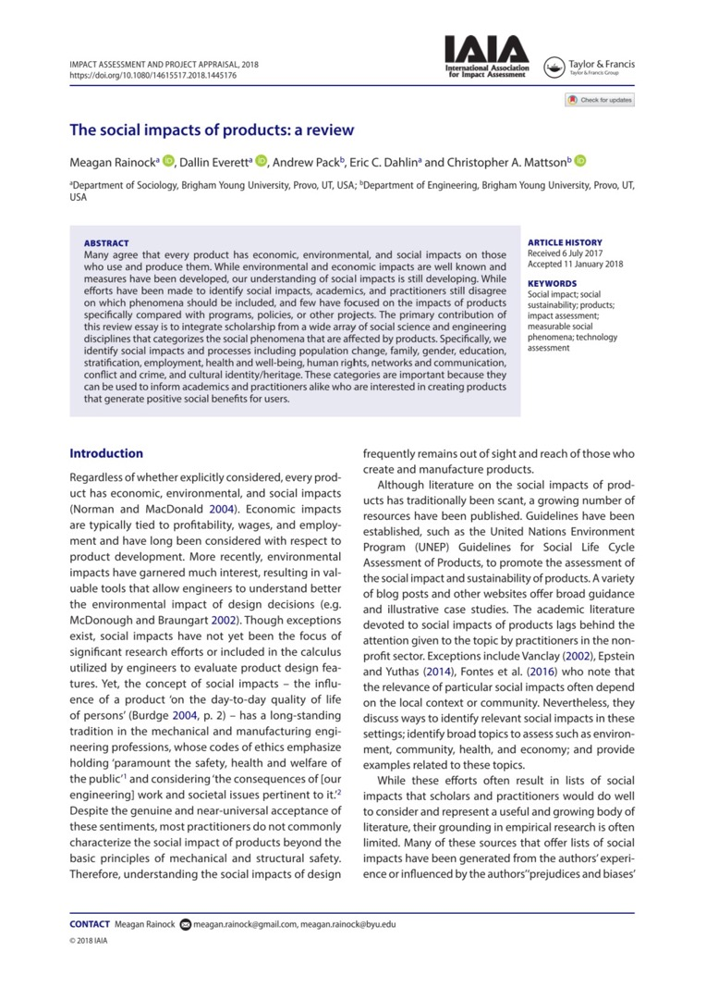 IMPACT ASSESSMENT AND PROJECT APPRAISAL, 2018
https://doi.org/10.1080/14615517.2018.1445176
IAIA
International Association
for Impact Assessment
Taylor & Francis
Taylor & Francis Group
Check for updates
The social impacts of products: a review
Meagan Rainockᵃ iD, Dallin Everettᵃ iD, Andrew Packᵇ, Eric C. Dahlinᵃ and Christopher A. Mattsonᵇ iD
ᵃDepartment of Sociology, Brigham Young University, Provo, UT, USA; ᵇDepartment of Engineering, Brigham Young University, Provo, UT,
USA
ABSTRACT
Many agree that every product has economic, environmental, and social impacts on those
who use and produce them. While environmental and economic impacts are well known and
measures have been developed, our understanding of social impacts is still developing. While
efforts have been made to identify social impacts, academics, and practitioners still disagree
on which phenomena should be included, and few have focused on the impacts of products
specifically compared with programs, policies, or other projects. The primary contribution of
this review essay is to integrate scholarship from a wide array of social science and engineering
disciplines that categorizes the social phenomena that are affected by products. Specifically, we
identify social impacts and processes including population change, family, gender, education,
stratification, employment, health and well-being, human rights, networks and communication,
conflict and crime, and cultural identity/heritage. These categories are important because they
can be used to inform academics and practitioners alike who are interested in creating products
that generate positive social benefits for users.
ARTICLE HISTORY
Received 6 July 2017
Accepted 11 January 2018
KEYWORDS
Social impact; social
sustainability; products;
impact assessment;
measurable social
phenomena; technology
assessment
Introduction
Regardless of whether explicitly considered, every prod-
uct has economic, environmental, and social impacts
(Norman and MacDonald 2004). Economic impacts
are typically tied to profitability, wages, and employ-
ment and have long been considered with respect to
product development. More recently, environmental
impacts have garnered much interest, resulting in val-
uable tools that allow engineers to understand better
the environmental impact of design decisions (e.g.
McDonough and Braungart 2002). Though exceptions
exist, social impacts have not yet been the focus of
significant research efforts or included in the calculus
utilized by engineers to evaluate product design fea-
tures. Yet, the concept of social impacts – the influ-
ence of a product ‘on the day-to-day quality of life
of persons’ (Burdge 2004, p. 2) – has a long-standing
tradition in the mechanical and manufacturing engi-
neering professions, whose codes of ethics emphasize
holding ‘paramount the safety, health and welfare of
the public’¹ and considering ‘the consequences of [our
engineering] work and societal issues pertinent to it.’²
Despite the genuine and near-universal acceptance of
these sentiments, most practitioners do not commonly
characterize the social impact of products beyond the
basic principles of mechanical and structural safety.
Therefore, understanding the social impacts of design
frequently remains out of sight and reach of those who
create and manufacture products.
Although literature on the social impacts of prod-
ucts has traditionally been scant, a growing number of
resources have been published. Guidelines have been
established, such as the United Nations Environment
Program (UNEP) Guidelines for Social Life Cycle
Assessment of Products, to promote the assessment of
the social impact and sustainability of products. A variety
of blog posts and other websites offer broad guidance
and illustrative case studies. The academic literature
devoted to social impacts of products lags behind the
attention given to the topic by practitioners in the non-
profit sector. Exceptions include Vanclay (2002), Epstein
and Yuthas (2014), Fontes et al. (2016) who note that
the relevance of particular social impacts often depend
on the local context or community. Nevertheless, they
discuss ways to identify relevant social impacts in these
settings; identify broad topics to assess such as environ-
ment, community, health, and economy; and provide
examples related to these topics.
While these efforts often result in lists of social
impacts that scholars and practitioners would do well
to consider and represent a useful and growing body of
literature, their grounding in empirical research is often
limited. Many of these sources that offer lists of social
impacts have been generated from the authors’ experi-
ence or influenced by the authors’‘prejudices and biases’
CONTACT Meagan Rainock meagan.rainock@gmail.com, meagan.rainock@byu.edu
© 2018 IAIA